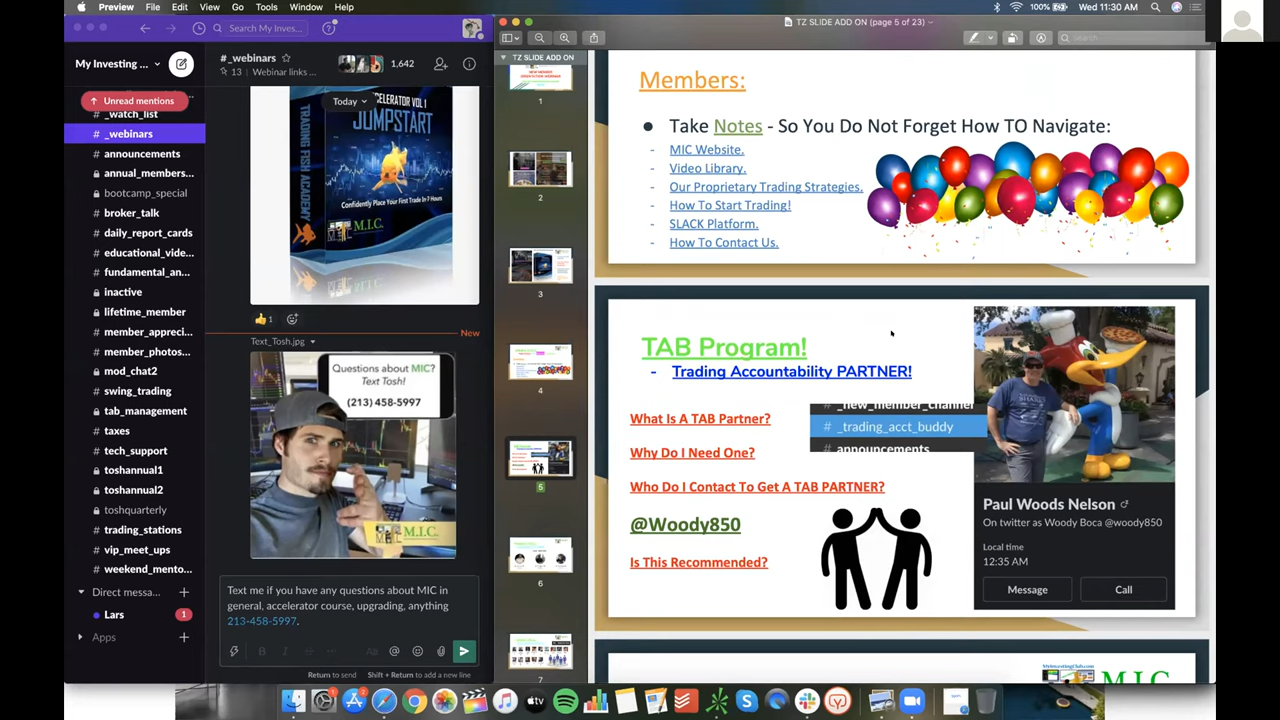 Preview File Edit View Go Tools Window Help
100% Wed 11:30 AM
Search My Inves...
My Investing ...
Unread mentions
# _watch_list
# _webinars
# announcements
annual_members...
bootcamp_special
# broker_talk
# daily_report_cards
# educational_vide...
# fundamental_an...
inactive
lifetime_member
# member_appreci...
member_photos...
# mod_chat2
# swing_trading
tab_management
# taxes
# tech_support
toshannual1
toshannual2
toshquarterly
# trading_stations
# vip_meet_ups
# weekend_mento...
Direct messa...
Lars 1
Apps
#_webinars
13 Webinar links ...
1,642
Today
ACCELERATOR VOL 1
JUMPSTART
TRADING FISH ACADEMY
Confidently Place Your First Trade In 7 Hours
M.I.C.
1
New
Text_Tosh.jpg
Questions about MIC?
Text Tosh!
(213) 458-5997
M.I.C.
Text me if you have any questions about MIC in
general, accelerator course, upgrading, anything
213-458-5997.
Return to send Shift + Return to add a new line
TZ SLIDE ADD ON (page 5 of 23)
Search
TZ SLIDE ADD ON
1
2
3
4
5
6
7
Members:
● Take Notes - So You Do Not Forget How TO Navigate:
- MIC Website.
- Video Library.
- Our Proprietary Trading Strategies.
- How To Start Trading!
- SLACK Platform.
- How To Contact Us.
TAB Program!
- Trading Accountability PARTNER!
What Is A TAB Partner?
Why Do I Need One?
Who Do I Contact To Get A TAB PARTNER?
@Woody850
Is This Recommended?
# _new_member_channel
# _trading_acct_buddy
# announcements
Paul Woods Nelson
On twitter as Woody Boca @woody850
Local time
12:35 AM
Message Call
MyInvestingClub.com
M.I.C.